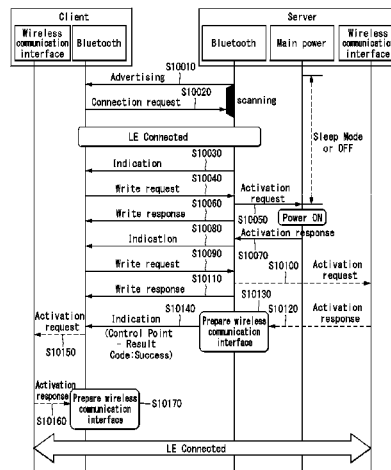 Client
Server
Wireless
communication
interface
Bluetooth
Bluetooth
Main power
Wireless
communication
interface
S10010
Advertising
S10020
Connection request
scanning
LE Connected
Sleep Mode
or OFF
S10030
Indication
S10040
Write request
Activation
request
S10060
Write response
S10050
Power ON
S10080
Indication
Activation response
S10090
S10070
Write request
S10100
Activation
request
S10110
Write response
S10130
S10140
S10120
Activation
request
Indication
(Control Point
- Result
Code:Success)
Prepare wireless
communication
interface
Activation
response
S10150
Activation
response
S10160
Prepare wireless
communication
interface
S10170
LE Connected